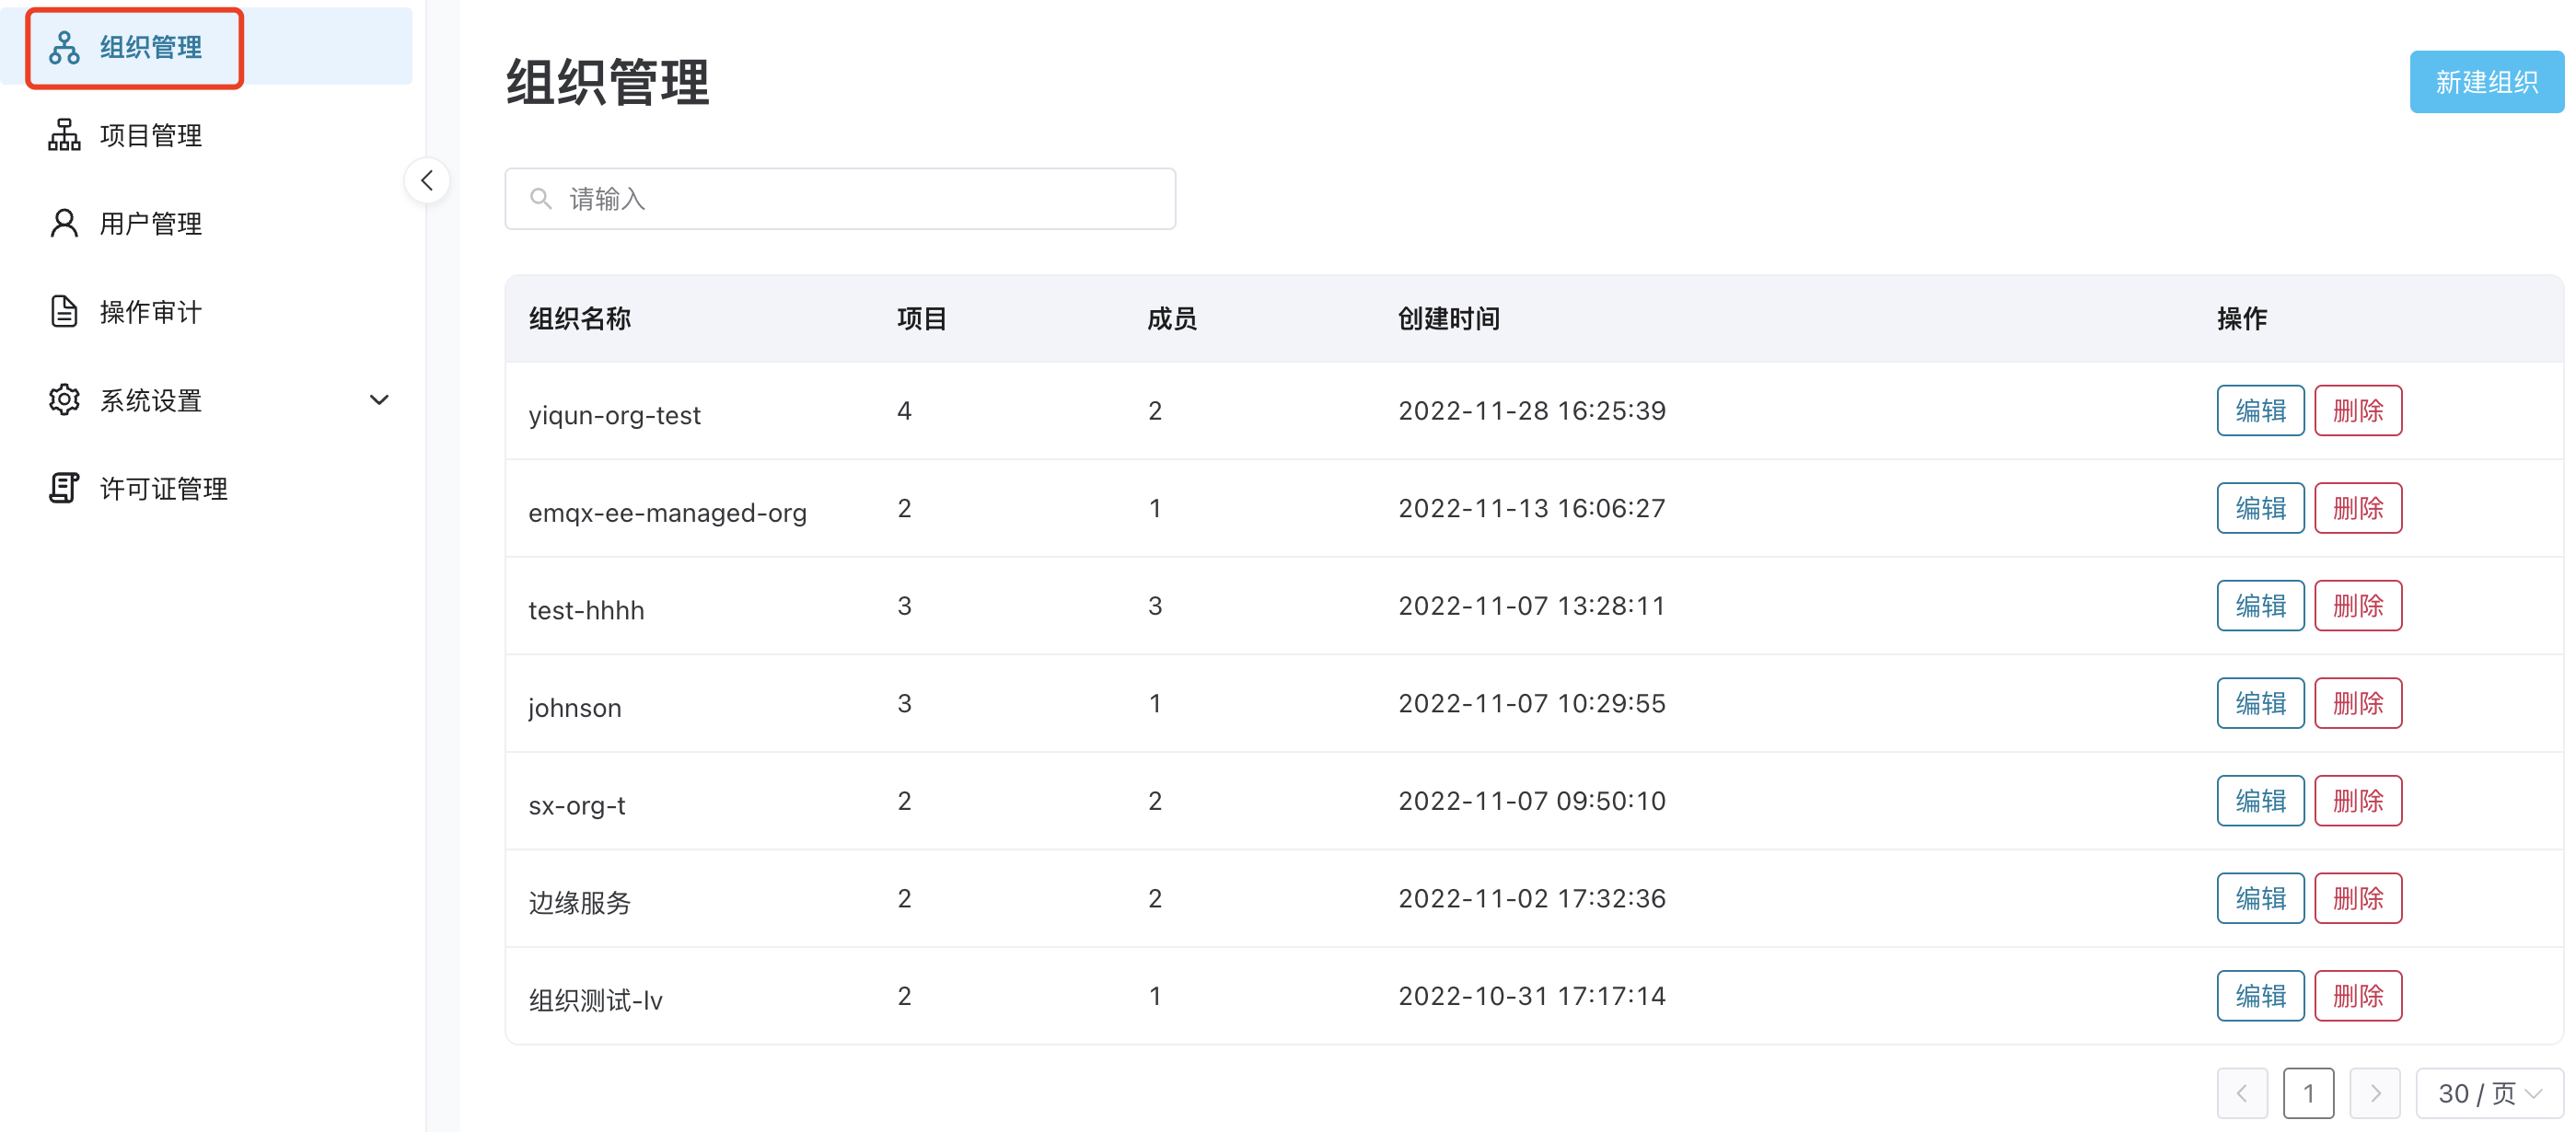 组织管理
项目管理
用户管理
操作审计
系统设置
许可证管理
组织管理
新建组织
请输入
组织名称 项目 成员 创建时间 操作
yiqun-org-test 4 2 2022-11-28 16:25:39 编辑 删除
emqx-ee-managed-org 2 1 2022-11-13 16:06:27 编辑 删除
test-hhhh 3 3 2022-11-07 13:28:11 编辑 删除
johnson 3 1 2022-11-07 10:29:55 编辑 删除
sx-org-t 2 2 2022-11-07 09:50:10 编辑 删除
边缘服务 2 2 2022-11-02 17:32:36 编辑 删除
组织测试-lv 2 1 2022-10-31 17:17:14 编辑 删除
1 30 / 页